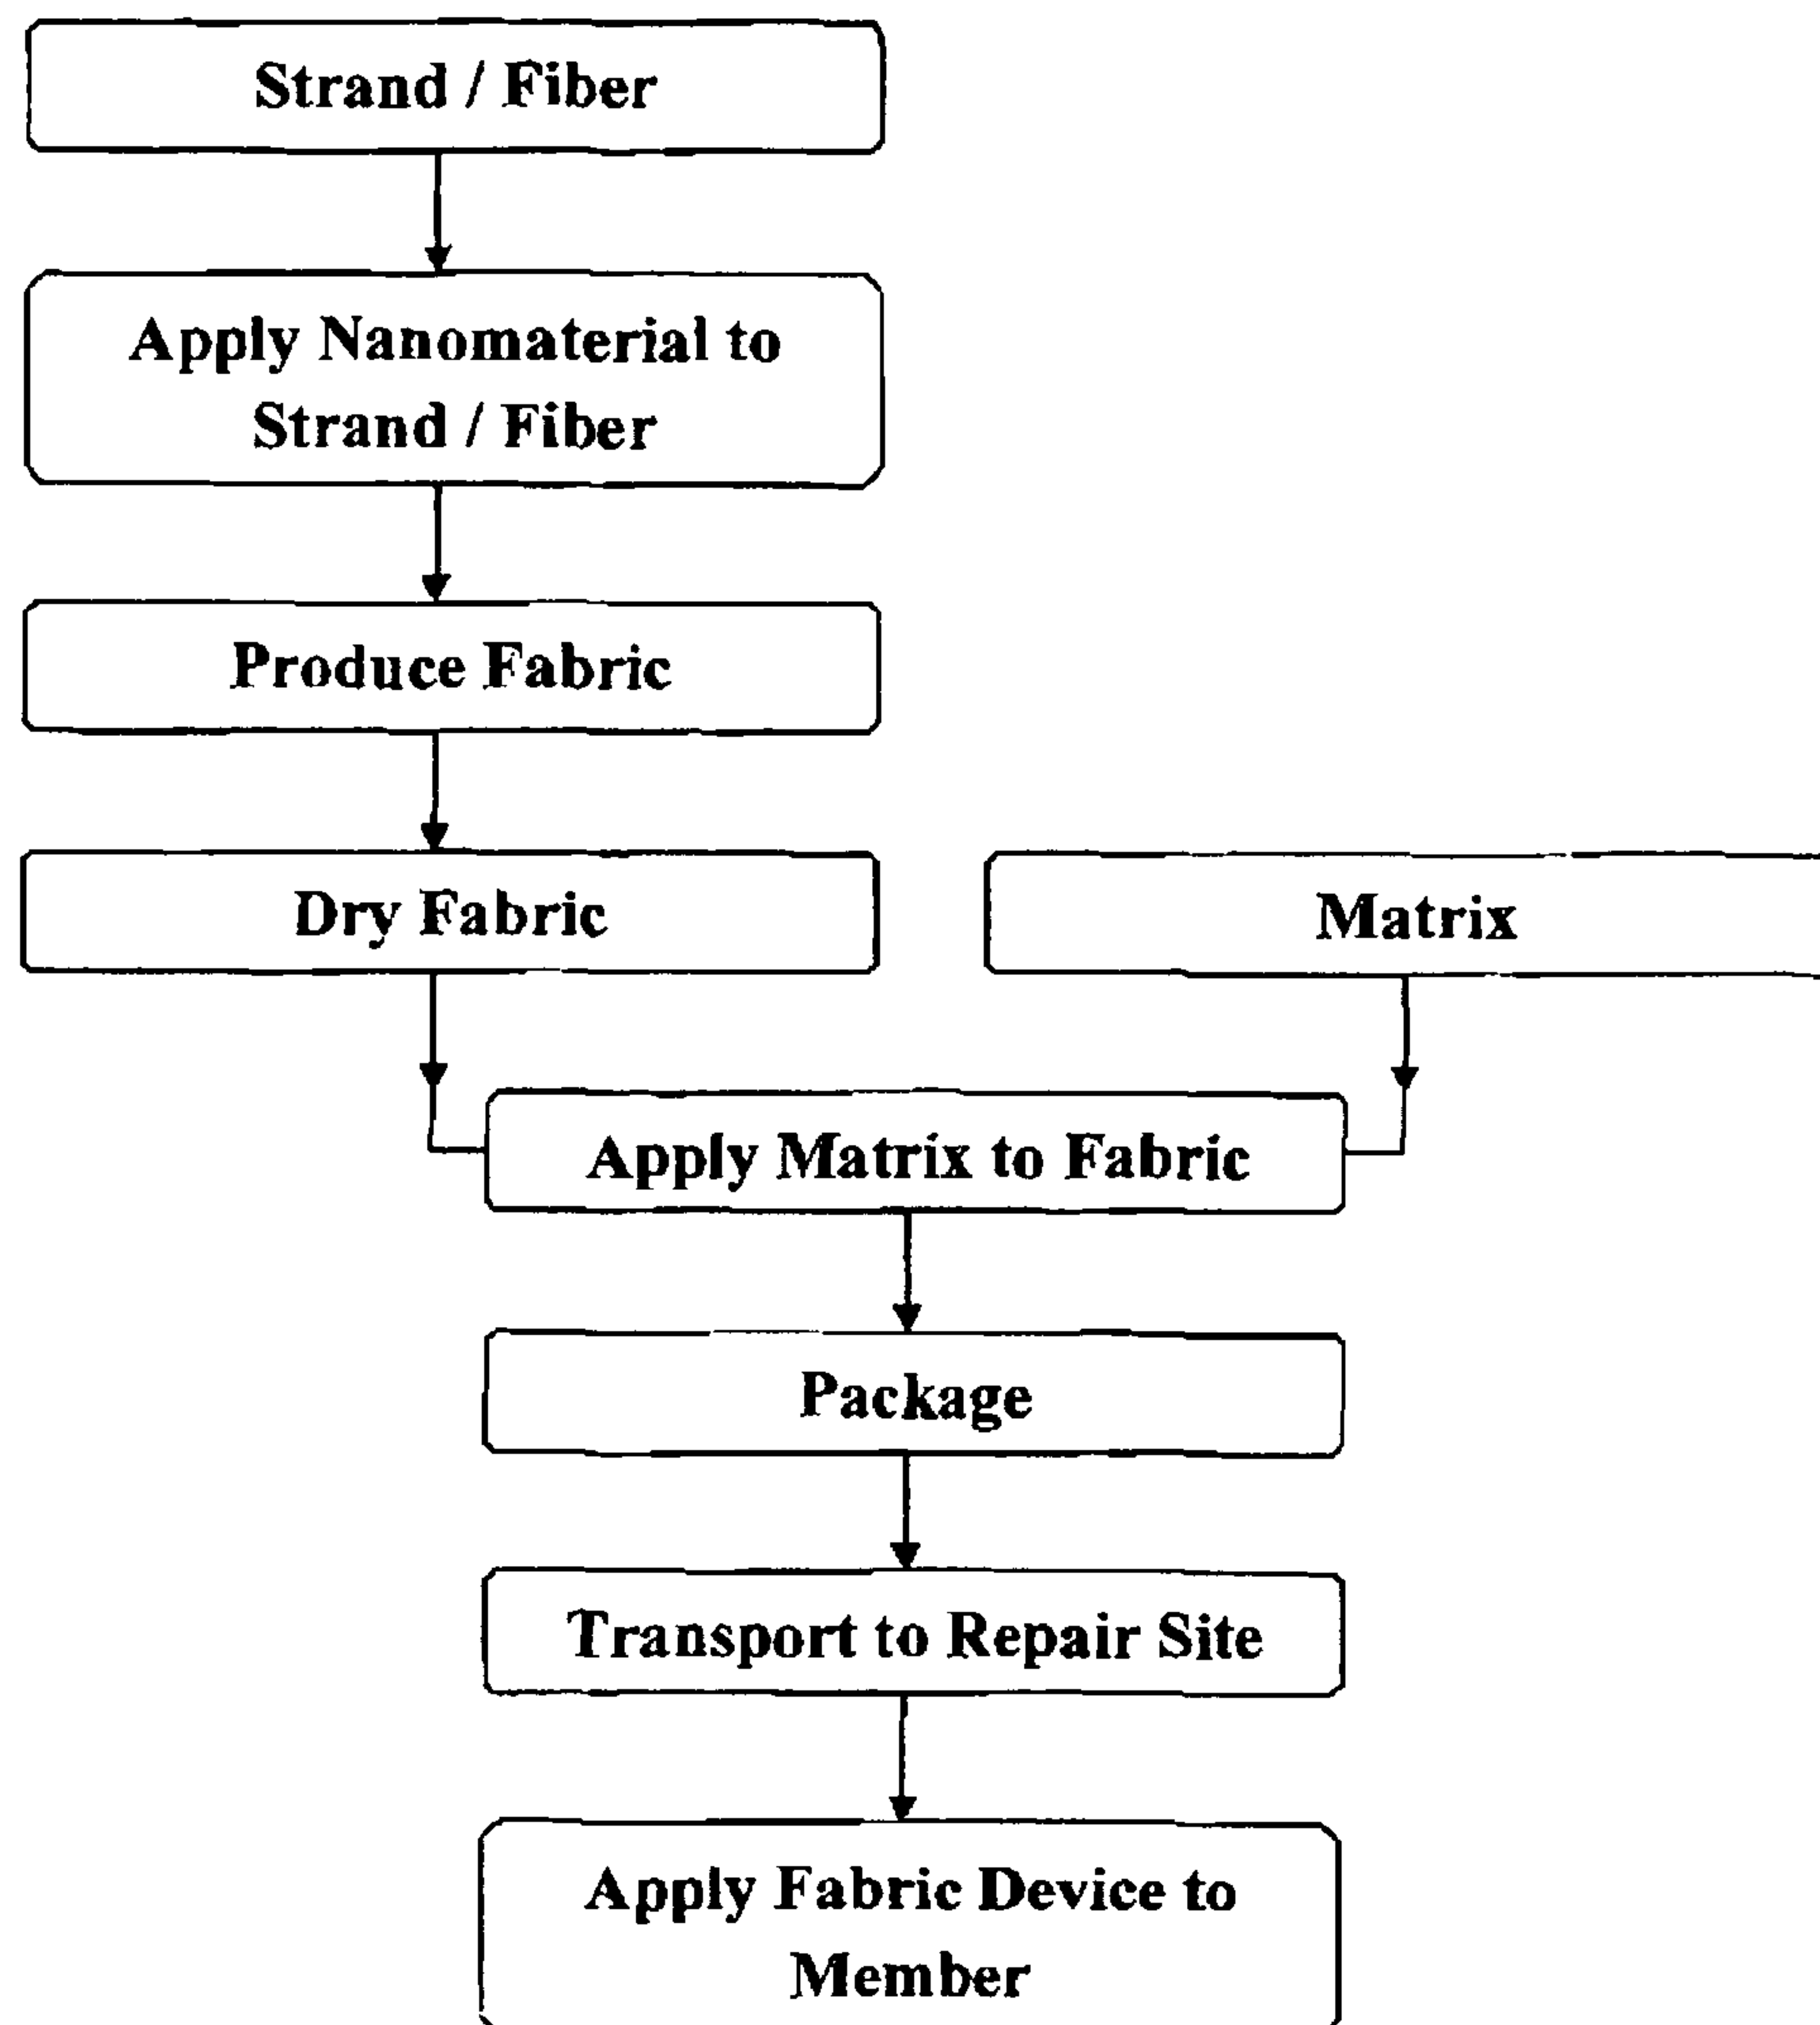 Strand / Fiber
Apply Nanomaterial to
Strand / Fiber
Produce Fabric
Dry Fabric
Matrix
Apply Matrix to Fabric
Package
Transport to Repair Site
Apply Fabric Device to
Member